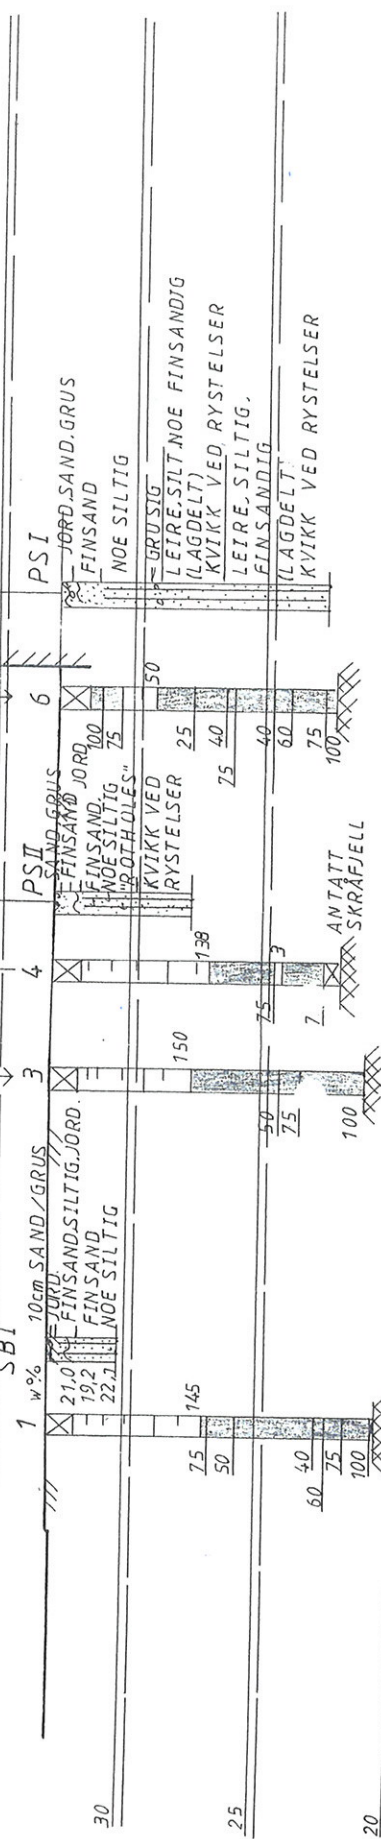 SBI
1
w%
10cm SAND/GRUS
JORD.
21,0
FINSAND,SILTIG,JORD.
19,2
FINSAND
22,1
NOE SILTIG
145
75
50
40
60
75
100
3
150
50
75
100
4
138
75
3
7
ANTATT
SKRÅFJELL
PSII
SAND,GRUS
FINSAND JORD
FINSAND,
NOE SILTIG
"ROTHOLES"
KVIKK VED
RYSTELSER
6
100
75
50
25
40
75
40
60
75
100
PSI
JORD,SAND,GRUS
FINSAND
NOE SILTIG
GRUSIG
LEIRE,SILT,NOE FINSANDIG
(LAGDELT)
KVIKK VED RYSTELSER
LEIRE,SILTIG,
FINSANDIG
(LAGDELT)
KVIKK VED RYSTELSER
30
25
20